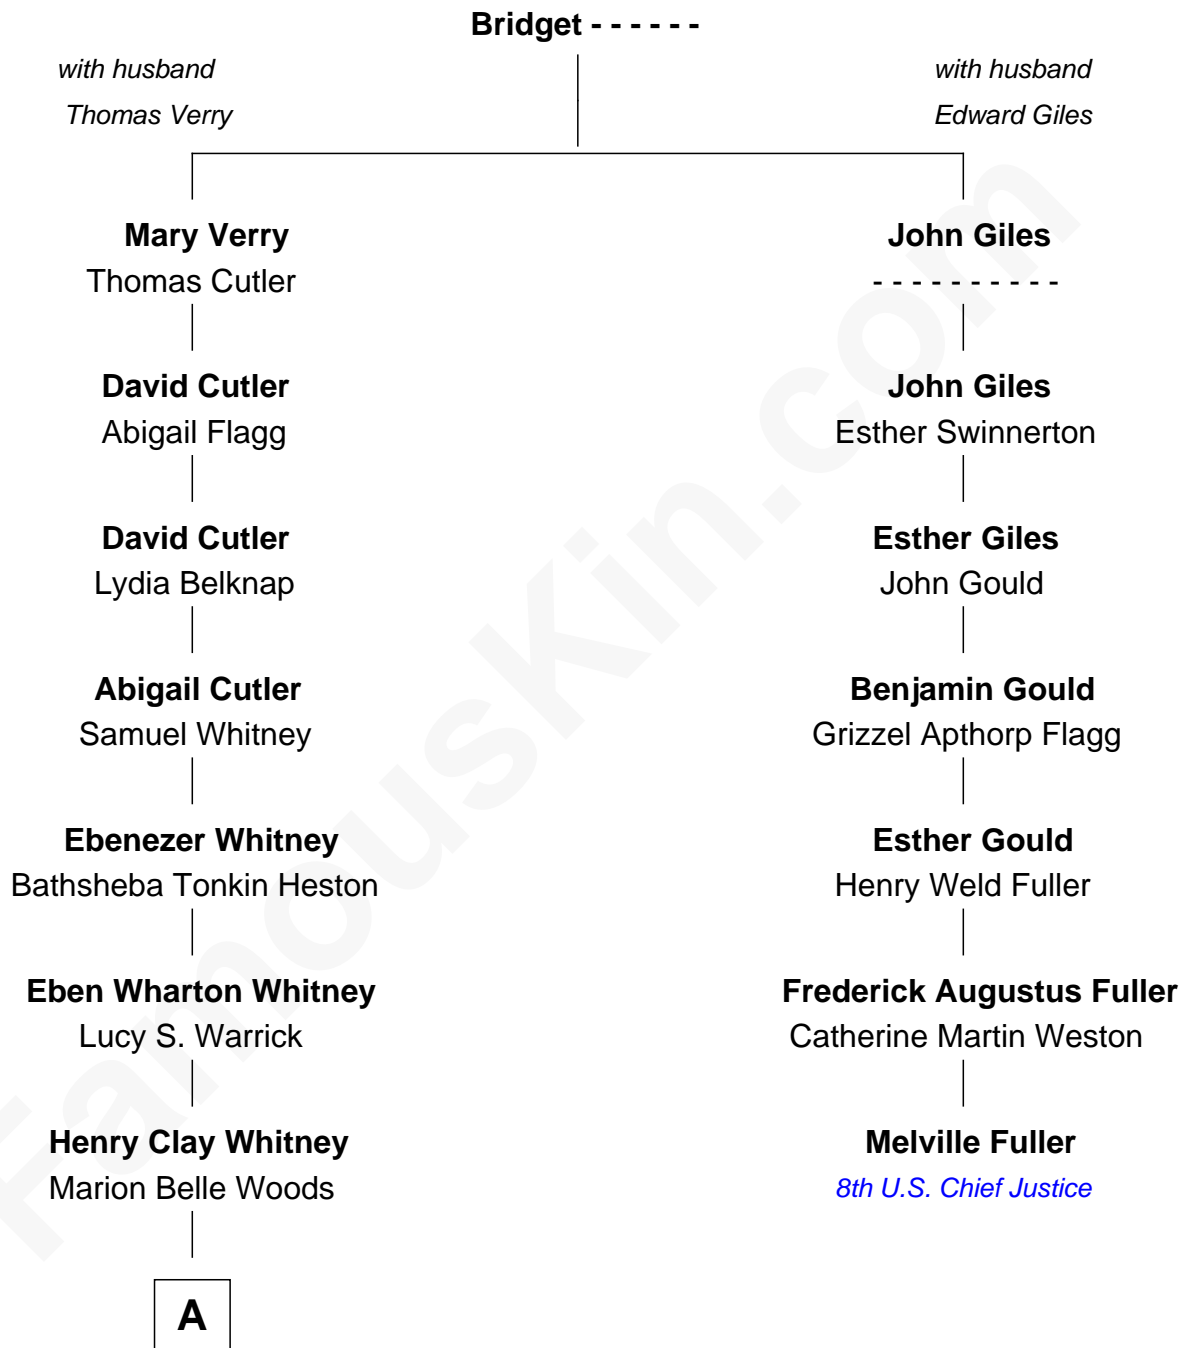 Bridget - - - - - -
with husband
Thomas Verry
with husband
Edward Giles
Mary Verry
Thomas Cutler
John Giles
- - - - - - - - - -
David Cutler
Abigail Flagg
John Giles
Esther Swinnerton
David Cutler
Lydia Belknap
Esther Giles
John Gould
Abigail Cutler
Samuel Whitney
Benjamin Gould
Grizzel Apthorp Flagg
Ebenezer Whitney
Bathsheba Tonkin Heston
Esther Gould
Henry Weld Fuller
Eben Wharton Whitney
Lucy S. Warrick
Frederick Augustus Fuller
Catherine Martin Weston
Henry Clay Whitney
Marion Belle Woods
Melville Fuller
8th U.S. Chief Justice
A
FamousKin.com